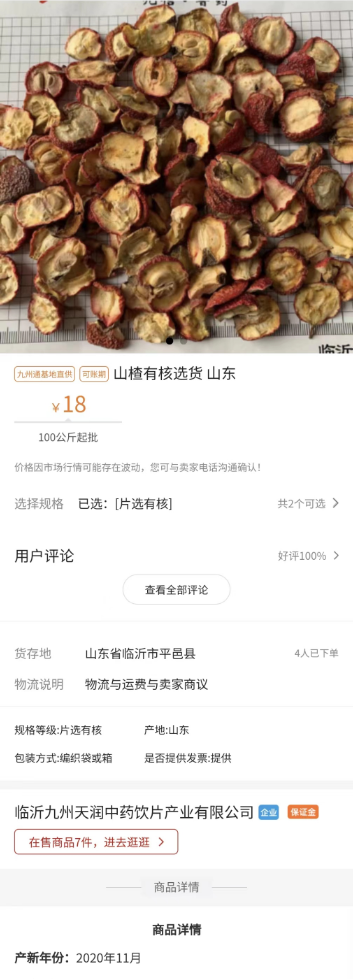 九州通基地直供 可账期 山楂有核选货 山东
¥18
100公斤起批
价格因市场行情可能存在波动，您可与卖家电话沟通确认！
选择规格 已选：[片选有核] 共2个可选
用户评论 好评100%
查看全部评论
货存地 山东省临沂市平邑县 4人已下单
物流说明 物流与运费与卖家商议
规格等级:片选有核 产地:山东
包装方式:编织袋或箱 是否提供发票:提供
临沂九州天润中药饮片产业有限公司 企业 保证金
在售商品7件，进去逛逛
商品详情
商品详情
产新年份：2020年11月